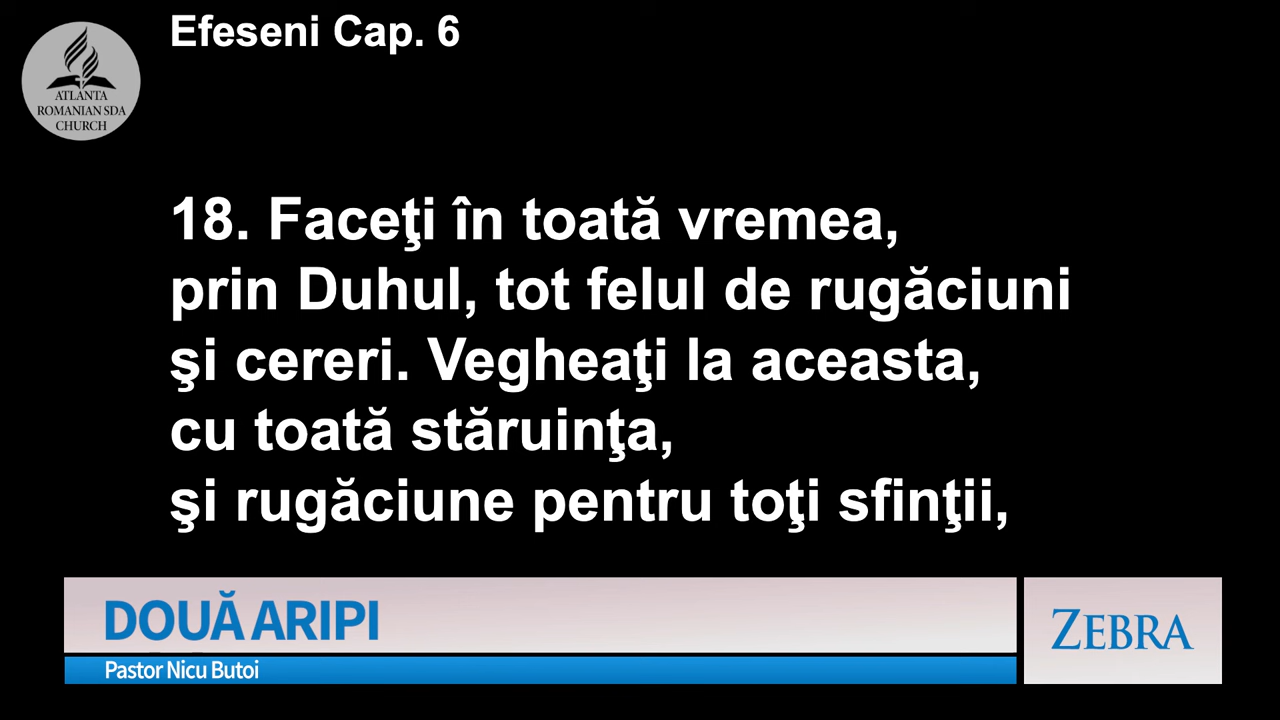 Efeseni Cap. 6
ATLANTA
ROMANIAN SDA
CHURCH
18. Faceţi în toată vremea,
prin Duhul, tot felul de rugăciuni
şi cereri. Vegheaţi la aceasta,
cu toată stăruinţa,
şi rugăciune pentru toţi sfinţii,
DOUĂ ARIPI
Pastor Nicu Butoi
ZEBRA